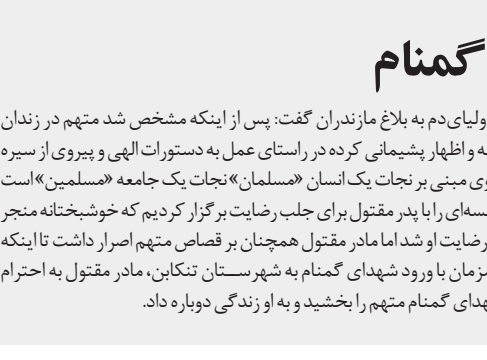 گمنام
ولیای‌دم به بلاغ مازندران گفت: پس از اینکه مشخص شد متهم در زندان
ه و اظهار پشیمانی کرده در راستای عمل به دستورات الهی و پیروی از سیره
وی مبنی بر نجات یک انسان «مسلمان» نجات یک جامعه «مسلمین» است
سه‌ای را با پدر مقتول برای جلب رضایت برگزار کردیم که خوشبختانه منجر
رضایت او شد اما مادر مقتول همچنان بر قصاص متهم اصرار داشت تا اینکه
مزمان با ورود شهدای گمنام به شهرستان تنکابن، مادر مقتول به احترام
هدای گمنام متهم را بخشید و به او زندگی دوباره داد.